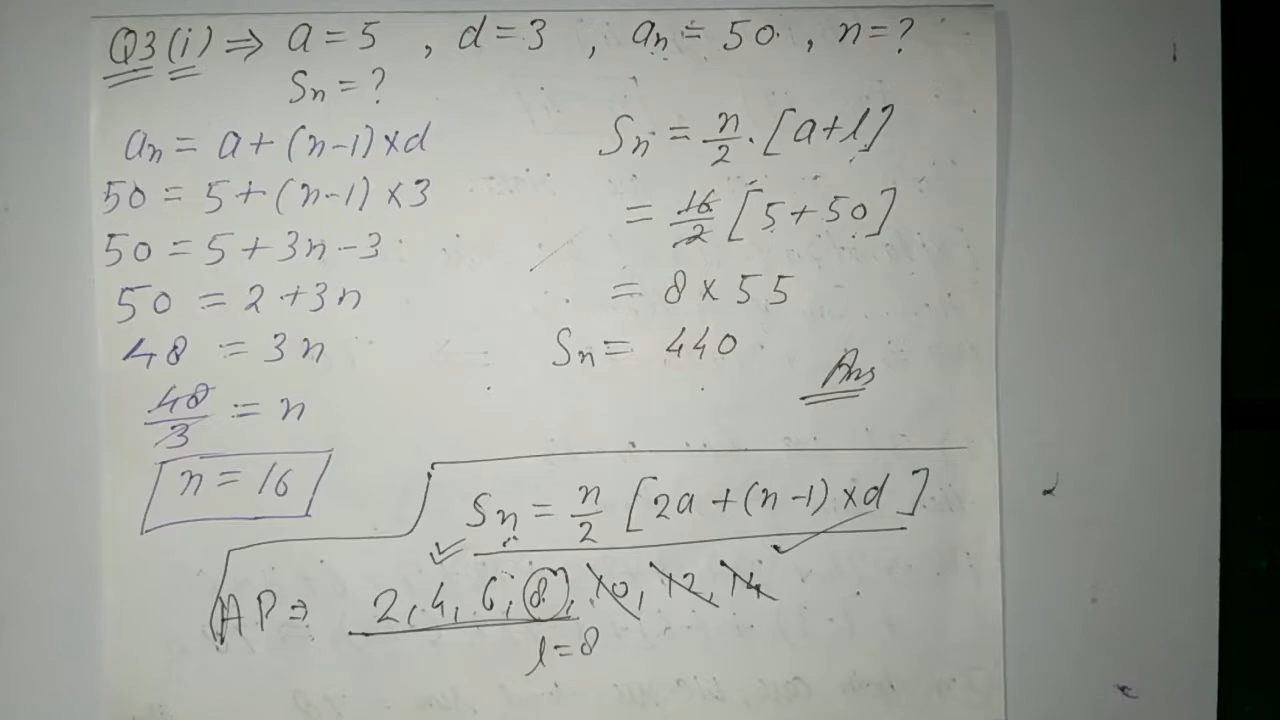 Q3(i) ⇒ a = 5 , d = 3 , an = 50 , n = ?
Sn = ?
an = a + (n-1) × d
50 = 5 + (n-1) × 3
50 = 5 + 3n - 3
50 = 2 + 3n
48 = 3n
48/3 = n
n = 16
Sn = n/2 . [a + l]
= 16/2 [5 + 50]
= 8 × 55
Sn = 440
Ans
Sn = n/2 [2a + (n-1) × d]
AP ⇒ 2, 4, 6, 8, 10, 12, 14
l = 8